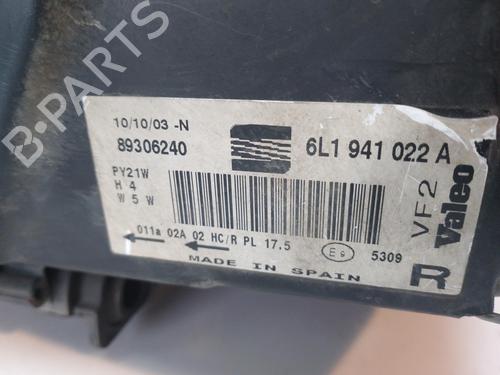 10/10/03 -N
89306240
6L1 941 022 A
PY21W
H 4
W 5 W
VF2
Valeo
011a 02A 02 HC/R PL 17.5
E9
5309
R
MADE IN SPAIN
B-PARTS